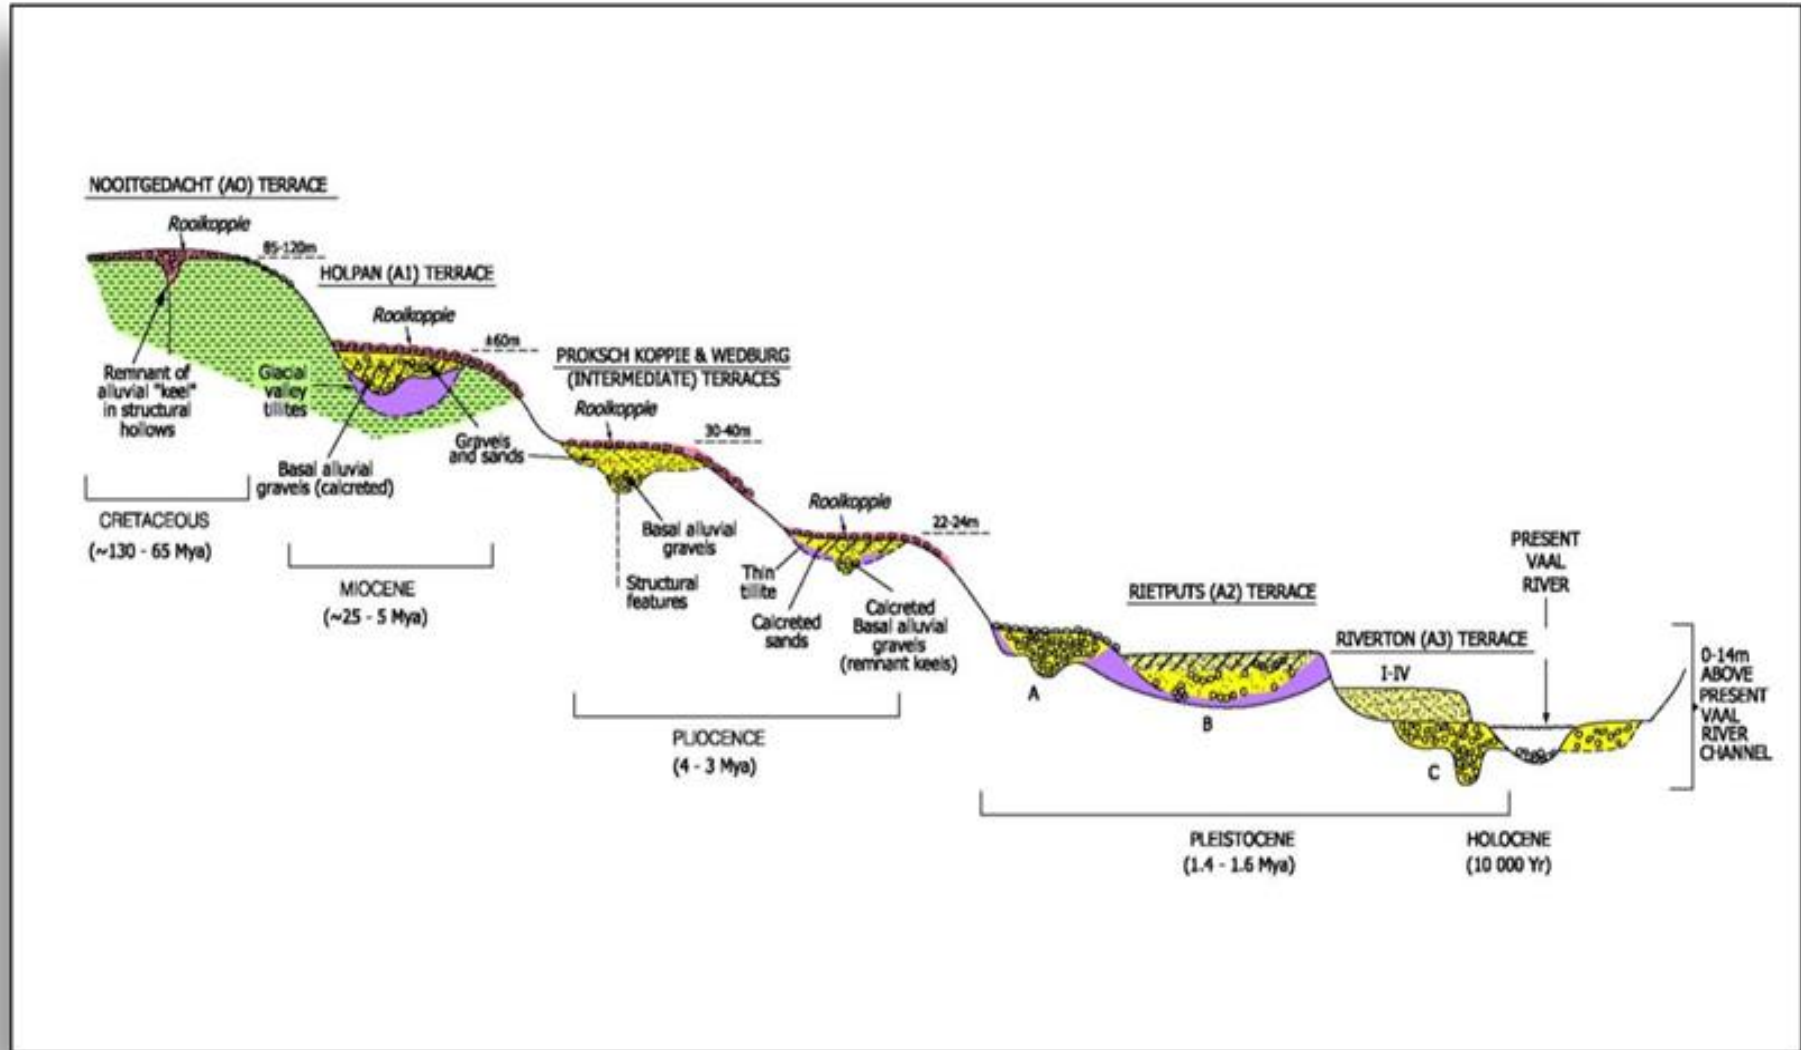 NOOITGEDACHT (AO) TERRACE
Rooikoppie
85-120m
Remnant of
alluvial "keel"
in structural
hollows
CRETACEOUS
(~130 - 65 Mya)
HOLPAN (A1) TERRACE
Rooikoppie
±60m
Glacial
valley
tillites
Basal alluvial
gravels (calcreted)
Gravels
and sands
MIOCENE
(~25 - 5 Mya)
PROKSCH KOPPIE & WEDBURG
(INTERMEDIATE) TERRACES
Rooikoppie
30-40m
Basal alluvial
gravels
Structural
features
Rooikoppie
22-24m
Thin
tillite
Calcreted
sands
Calcreted
Basal alluvial
gravels
(remnant keels)
PLIOCENCE
(4 - 3 Mya)
RIETPUTS (A2) TERRACE
A
B
RIVERTON (A3) TERRACE
I-IV
C
PRESENT
VAAL
RIVER
0-14m
ABOVE
PRESENT
VAAL
RIVER
CHANNEL
PLEISTOCENE
(1.4 - 1.6 Mya)
HOLOCENE
(10 000 Yr)